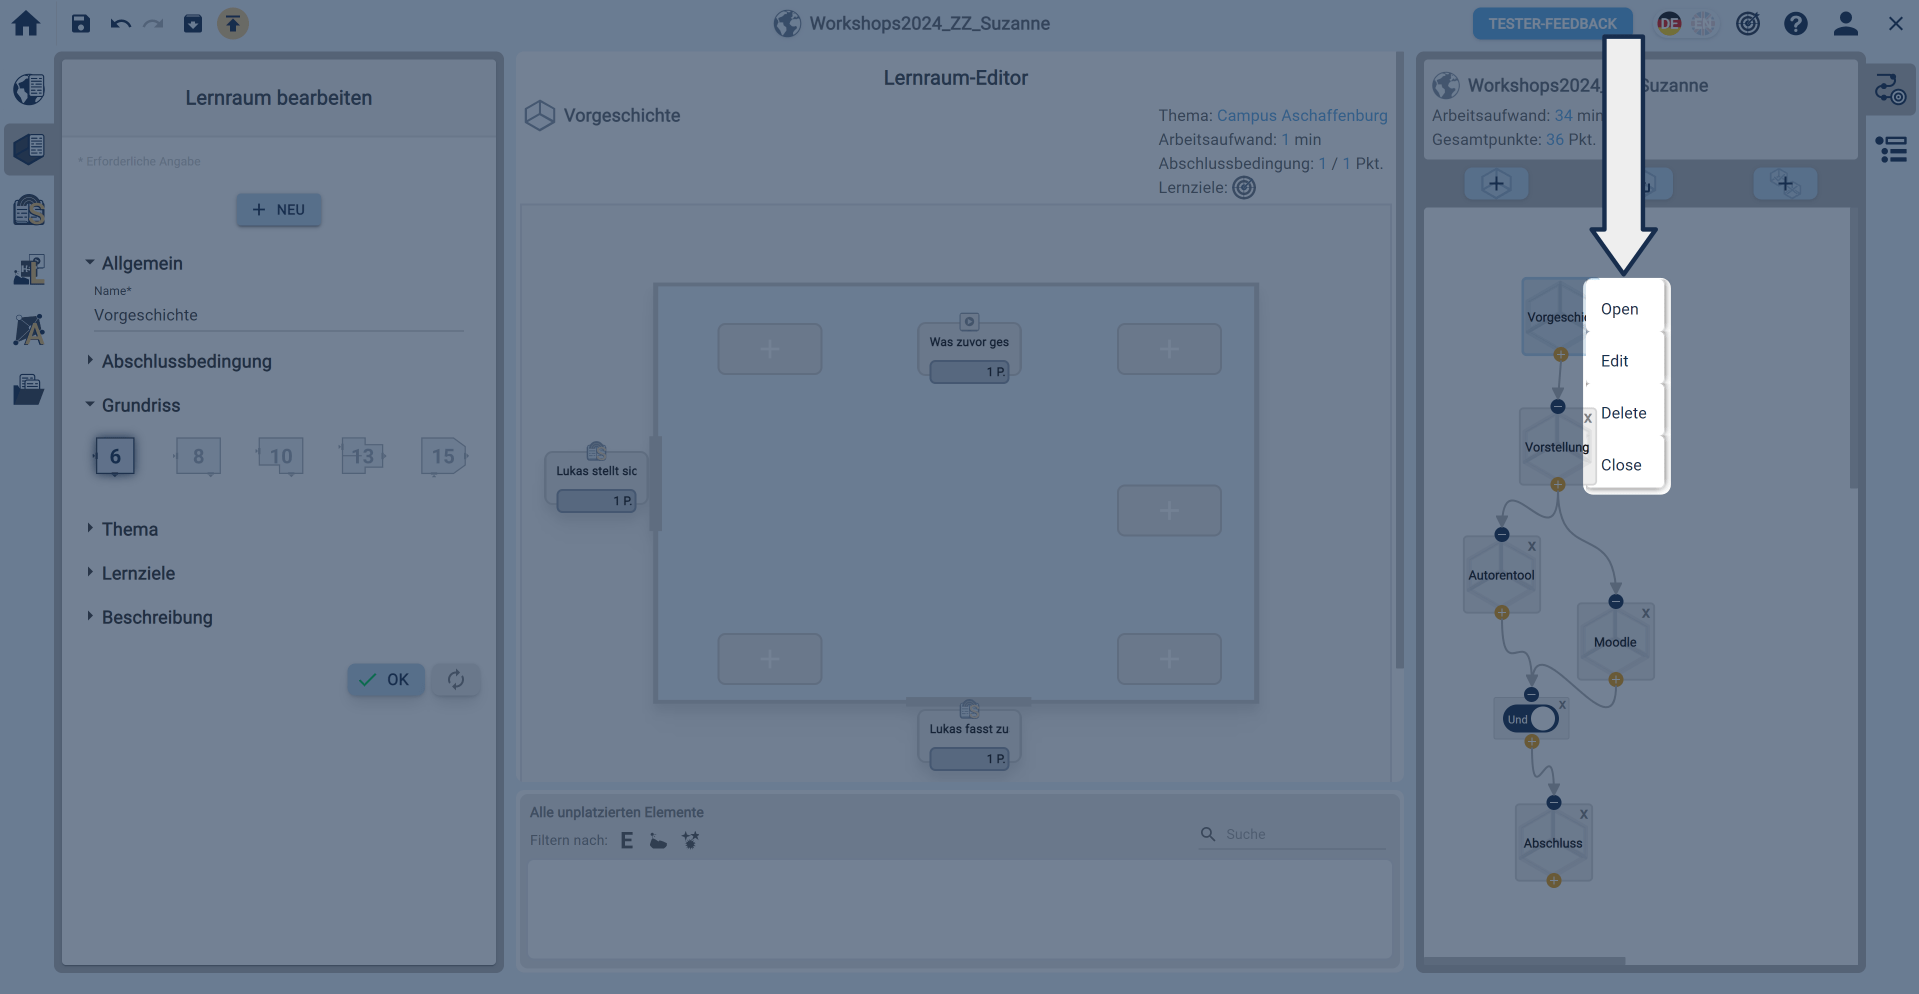 Workshops2024_ZZ_Suzanne
TESTER-FEEDBACK
DE
EN
Lernraum bearbeiten
* Erforderliche Angabe
+ NEU
Allgemein
Name*
Vorgeschichte
Abschlussbedingung
Grundriss
6 8 10 13 15
Thema
Lernziele
Beschreibung
OK
Lernraum-Editor
Vorgeschichte
Thema: Campus Aschaffenburg
Arbeitsaufwand: 1 min
Abschlussbedingung: 1 / 1 Pkt.
Lernziele:
Was zuvor ges
1 P.
Lukas stellt sic
1 P.
Lukas fasst zu
1 P.
Alle unplatzierten Elemente
Filtern nach: E
Suche
Workshops2024_ Suzanne
Arbeitsaufwand: 34 min
Gesamtpunkte: 36 Pkt.
Vorgeschi
Open
Edit
Delete
Close
x
Vorstellung
x
Autorentool
x
Moodle
x
Und
x
Abschluss